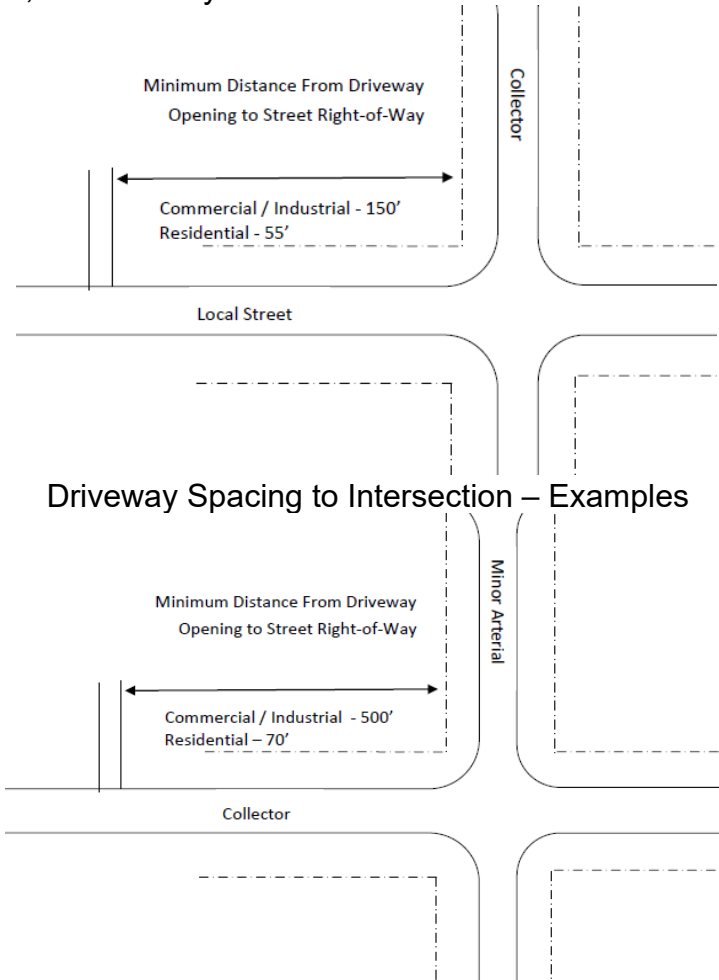 Minimum Distance From Driveway
Opening to Street Right-of-Way
Collector
Commercial / Industrial - 150’
Residential - 55’
Local Street
Driveway Spacing to Intersection – Examples
Minimum Distance From Driveway
Opening to Street Right-of-Way
Minor Arterial
Commercial / Industrial - 500’
Residential – 70’
Collector